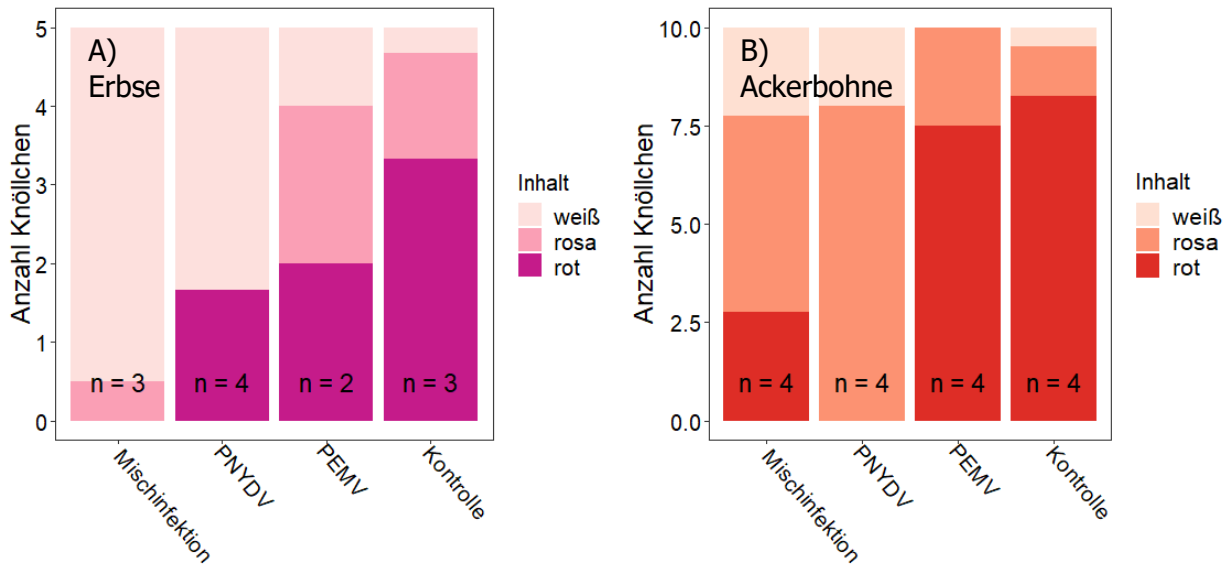 A)
Erbse
Anzahl Knöllchen
5
4
3
2
1
0
n = 3
n = 4
n = 2
n = 3
Mischinfektion
PNYDV
PEMV
Kontrolle
Inhalt
weiß
rosa
rot
B)
Ackerbohne
Anzahl Knöllchen
10.0
7.5
5.0
2.5
0.0
n = 4
n = 4
n = 4
n = 4
Mischinfektion
PNYDV
PEMV
Kontrolle
Inhalt
weiß
rosa
rot